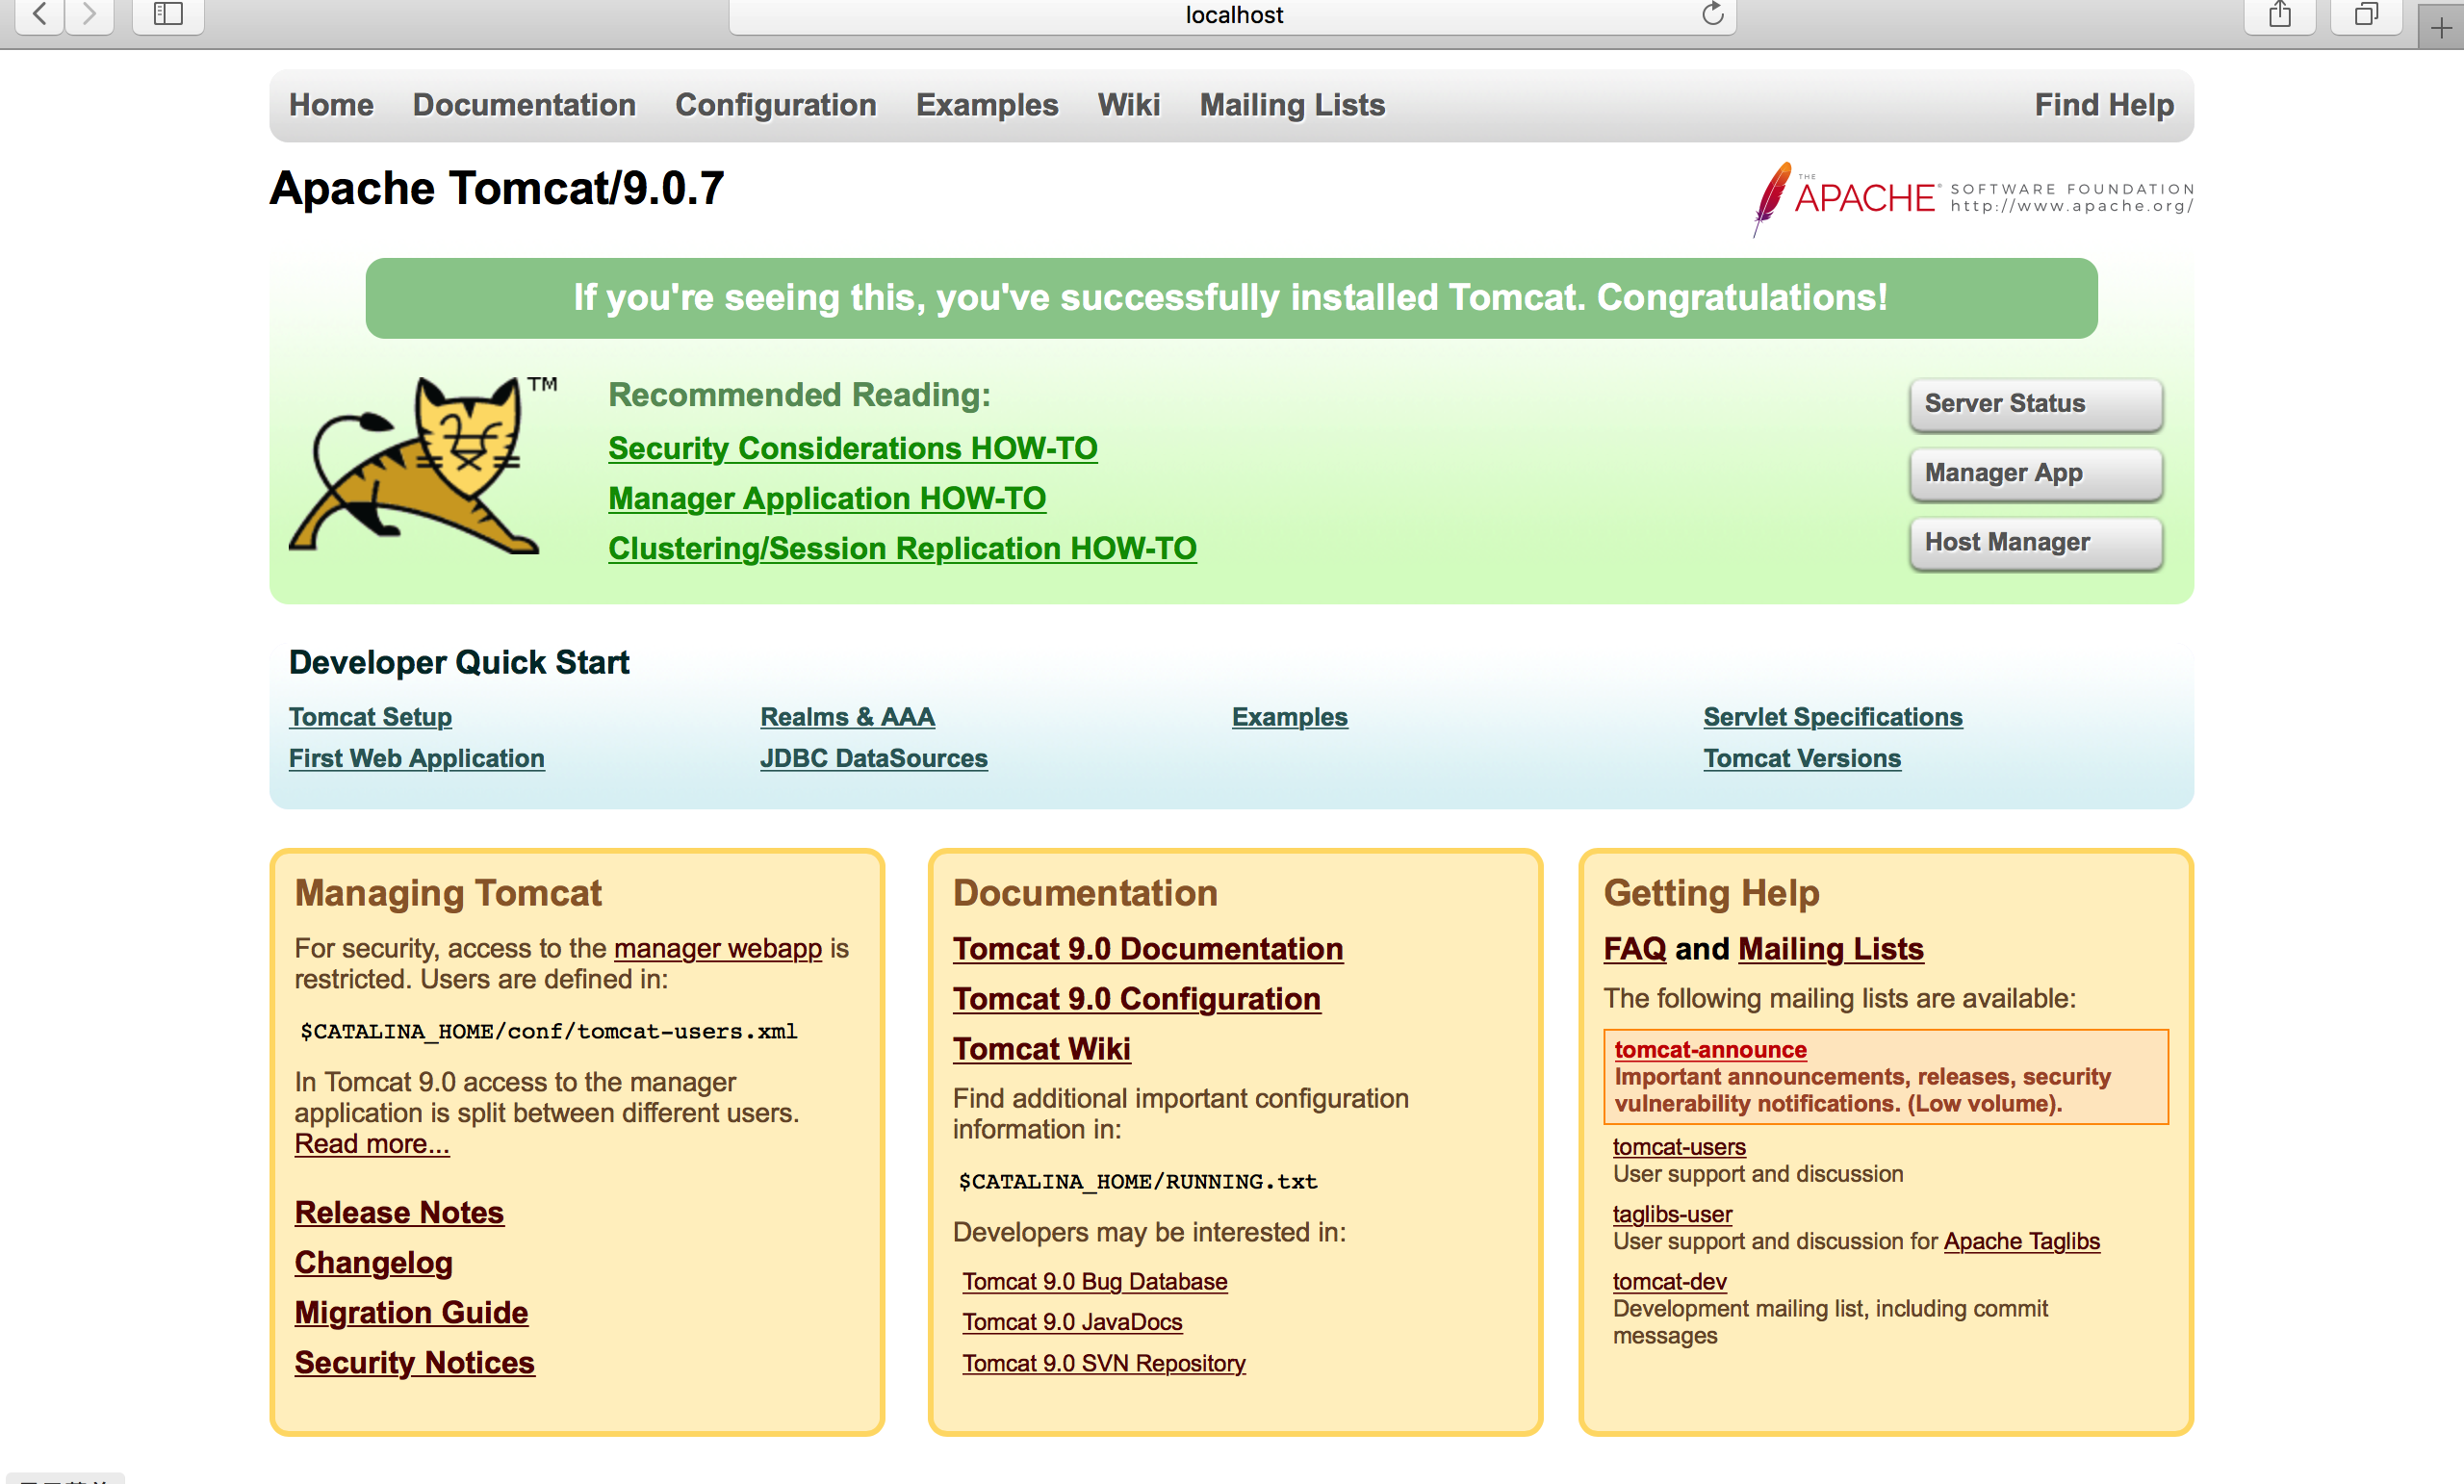 localhost
Home Documentation Configuration Examples Wiki Mailing Lists Find Help
Apache Tomcat/9.0.7
THE
APACHE® SOFTWARE FOUNDATION
http://www.apache.org/
If you're seeing this, you've successfully installed Tomcat. Congratulations!
TM
Recommended Reading:
Security Considerations HOW-TO
Manager Application HOW-TO
Clustering/Session Replication HOW-TO
Server Status
Manager App
Host Manager
Developer Quick Start
Tomcat Setup
First Web Application
Realms & AAA
JDBC DataSources
Examples
Servlet Specifications
Tomcat Versions
Managing Tomcat
For security, access to the manager webapp is
restricted. Users are defined in:
$CATALINA_HOME/conf/tomcat-users.xml
In Tomcat 9.0 access to the manager
application is split between different users.
Read more...
Release Notes
Changelog
Migration Guide
Security Notices
Documentation
Tomcat 9.0 Documentation
Tomcat 9.0 Configuration
Tomcat Wiki
Find additional important configuration
information in:
$CATALINA_HOME/RUNNING.txt
Developers may be interested in:
Tomcat 9.0 Bug Database
Tomcat 9.0 JavaDocs
Tomcat 9.0 SVN Repository
Getting Help
FAQ and Mailing Lists
The following mailing lists are available:
tomcat-announce
Important announcements, releases, security
vulnerability notifications. (Low volume).
tomcat-users
User support and discussion
taglibs-user
User support and discussion for Apache Taglibs
tomcat-dev
Development mailing list, including commit
messages